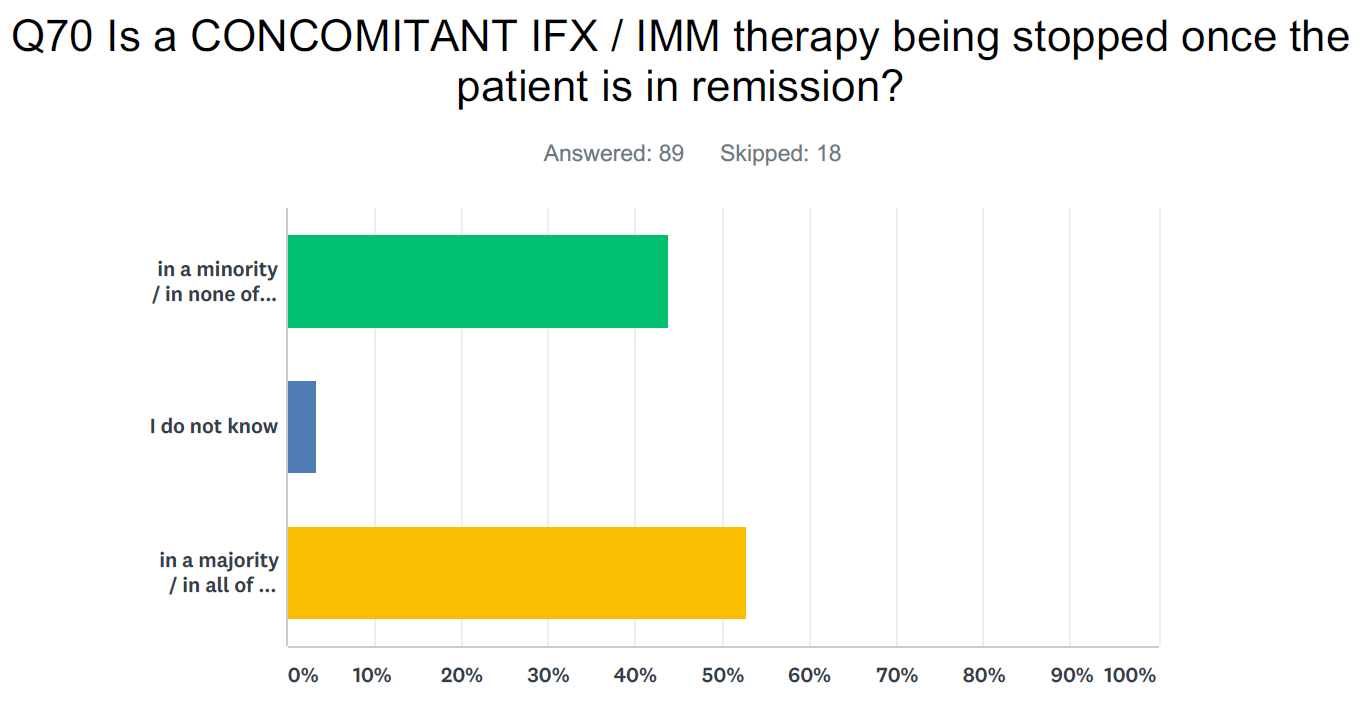 Q70 Is a CONCOMITANT IFX / IMM therapy being stopped once the
patient is in remission?
Answered: 89 Skipped: 18
in a minority
/ in none of...
I do not know
in a majority
/ in all of ...
0% 10% 20% 30% 40% 50% 60% 70% 80% 90% 100%